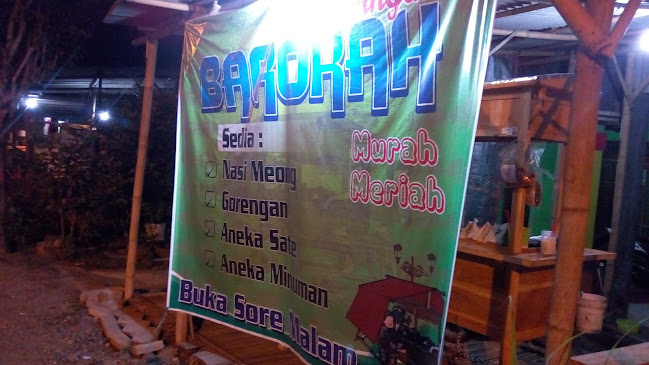 BAROKAH
Sedia :
Nasi Meong
Gorengan
Aneka Sate
Aneka Minuman
Murah
Meriah
Buka Sore Malam